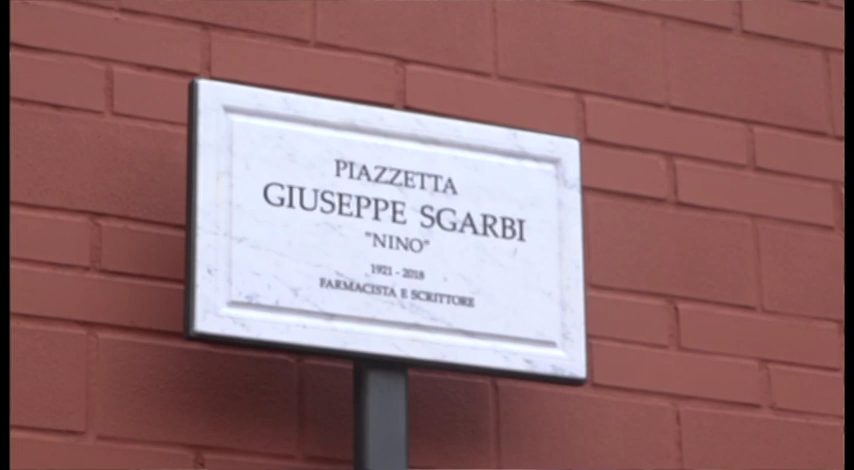 PIAZZETTA
GIUSEPPE SGARBI
"NINO"
1921 - 2018
FARMACISTA E SCRITTORE